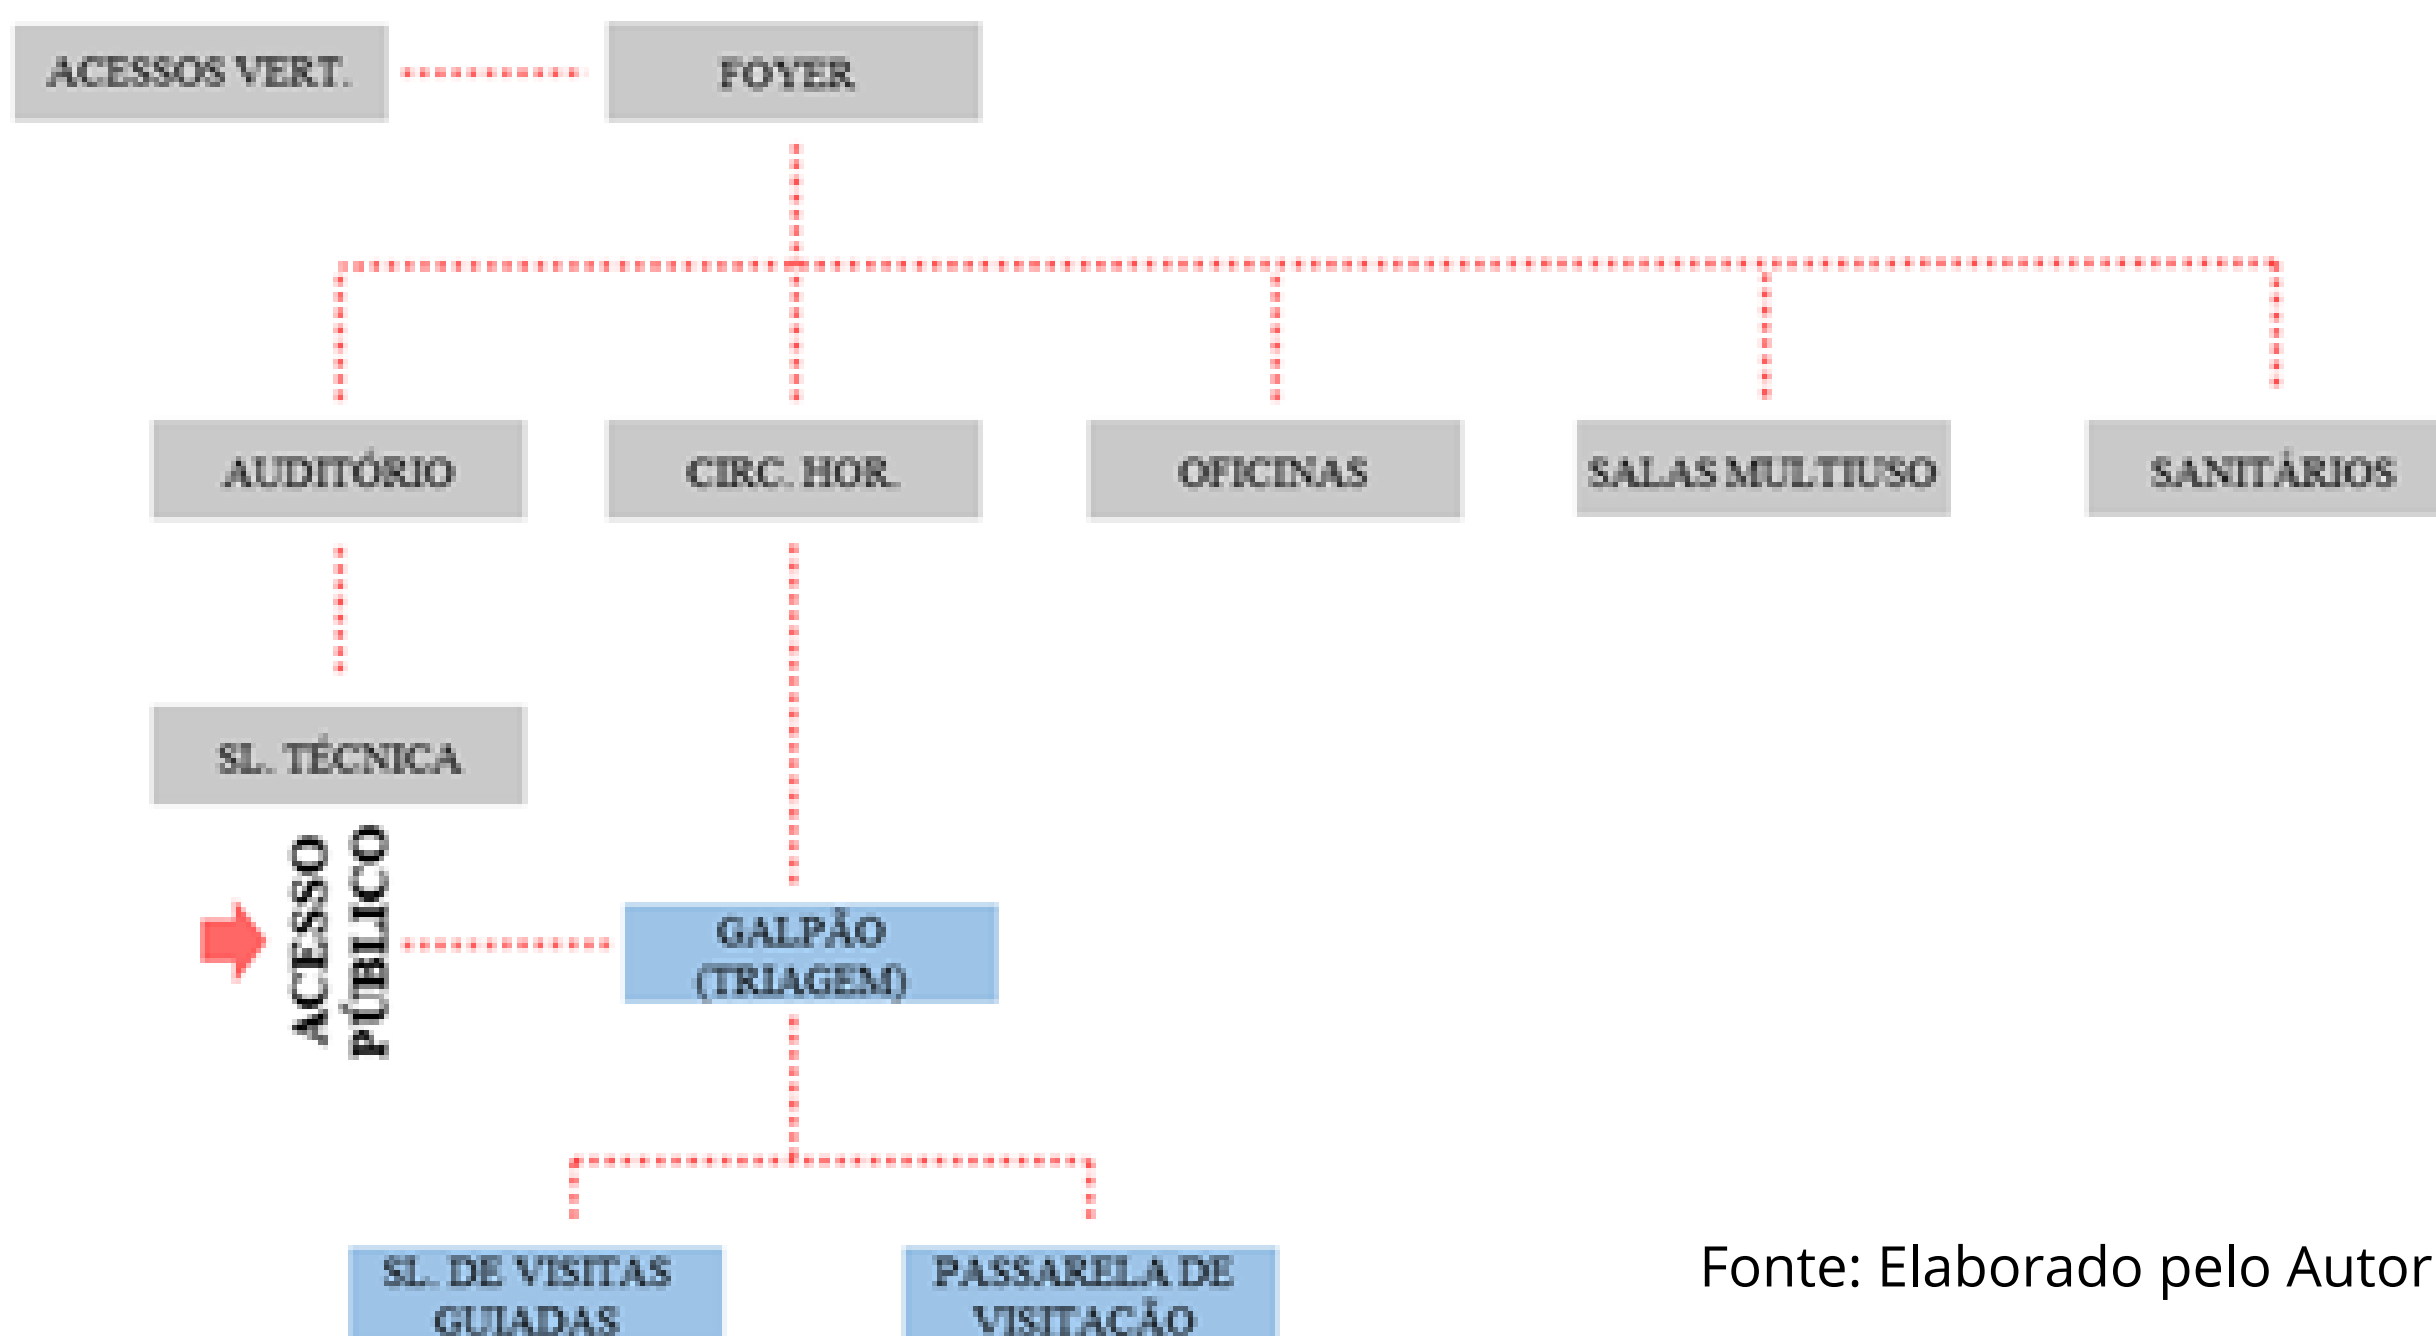 ACESSOS VERT.
FOYER
AUDITÓRIO
CIRC. HOR.
OFICINAS
SALAS MULTIUSO
SANITÁRIOS
SL. TÉCNICA
ACESSO
PÚBLICO
GALPÃO
(TRIAGEM)
SL. DE VISITAS
GUIADAS
PASSARELA DE
VISITAÇÃO
Fonte: Elaborado pelo Autor